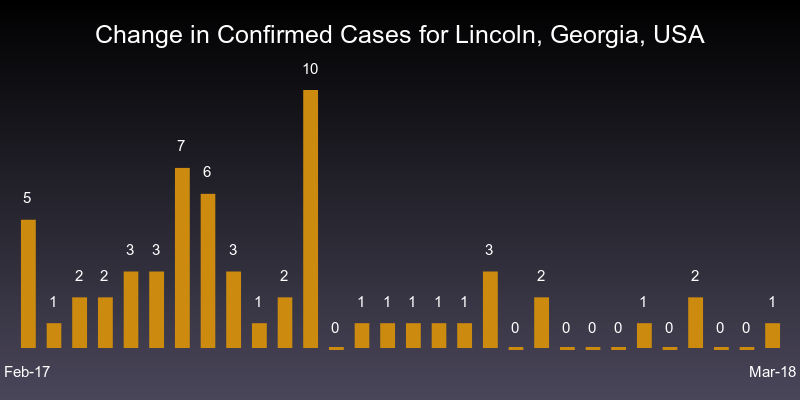 Change in Confirmed Cases for Lincoln, Georgia, USA
5 1 2 2 3 3 7 6 3 1 2 10 0 1 1 1 1 1 3 0 2 0 0 0 1 0 2 0 0 1
Feb-17 Mar-18